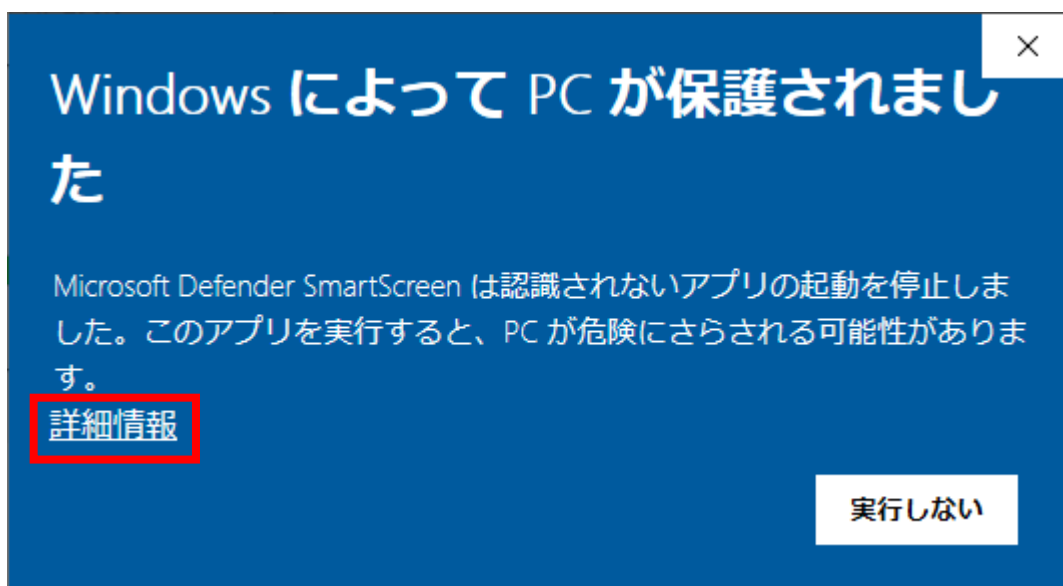 Windows によって PC が保護されまし
た
Microsoft Defender SmartScreen は認識されないアプリの起動を停止しま
した。このアプリを実行すると、PC が危険にさらされる可能性がありま
す。
詳細情報
実行しない